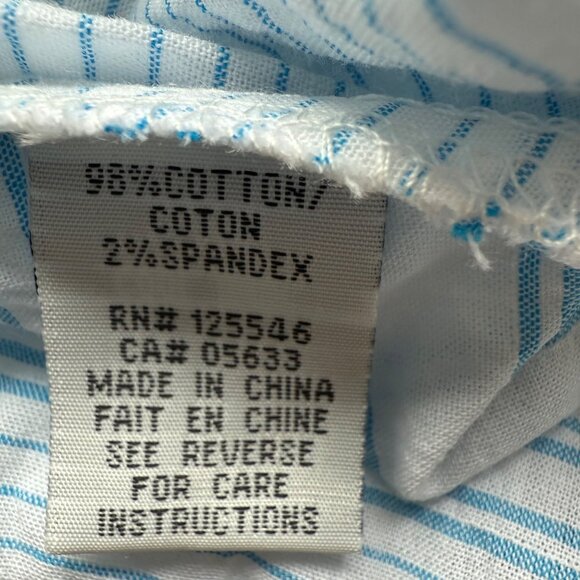 98%COTTON/
COTON
2%SPANDEX
RN# 125546
CA# 05633
MADE IN CHINA
FAIT EN CHINE
SEE REVERSE
FOR CARE
INSTRUCTIONS